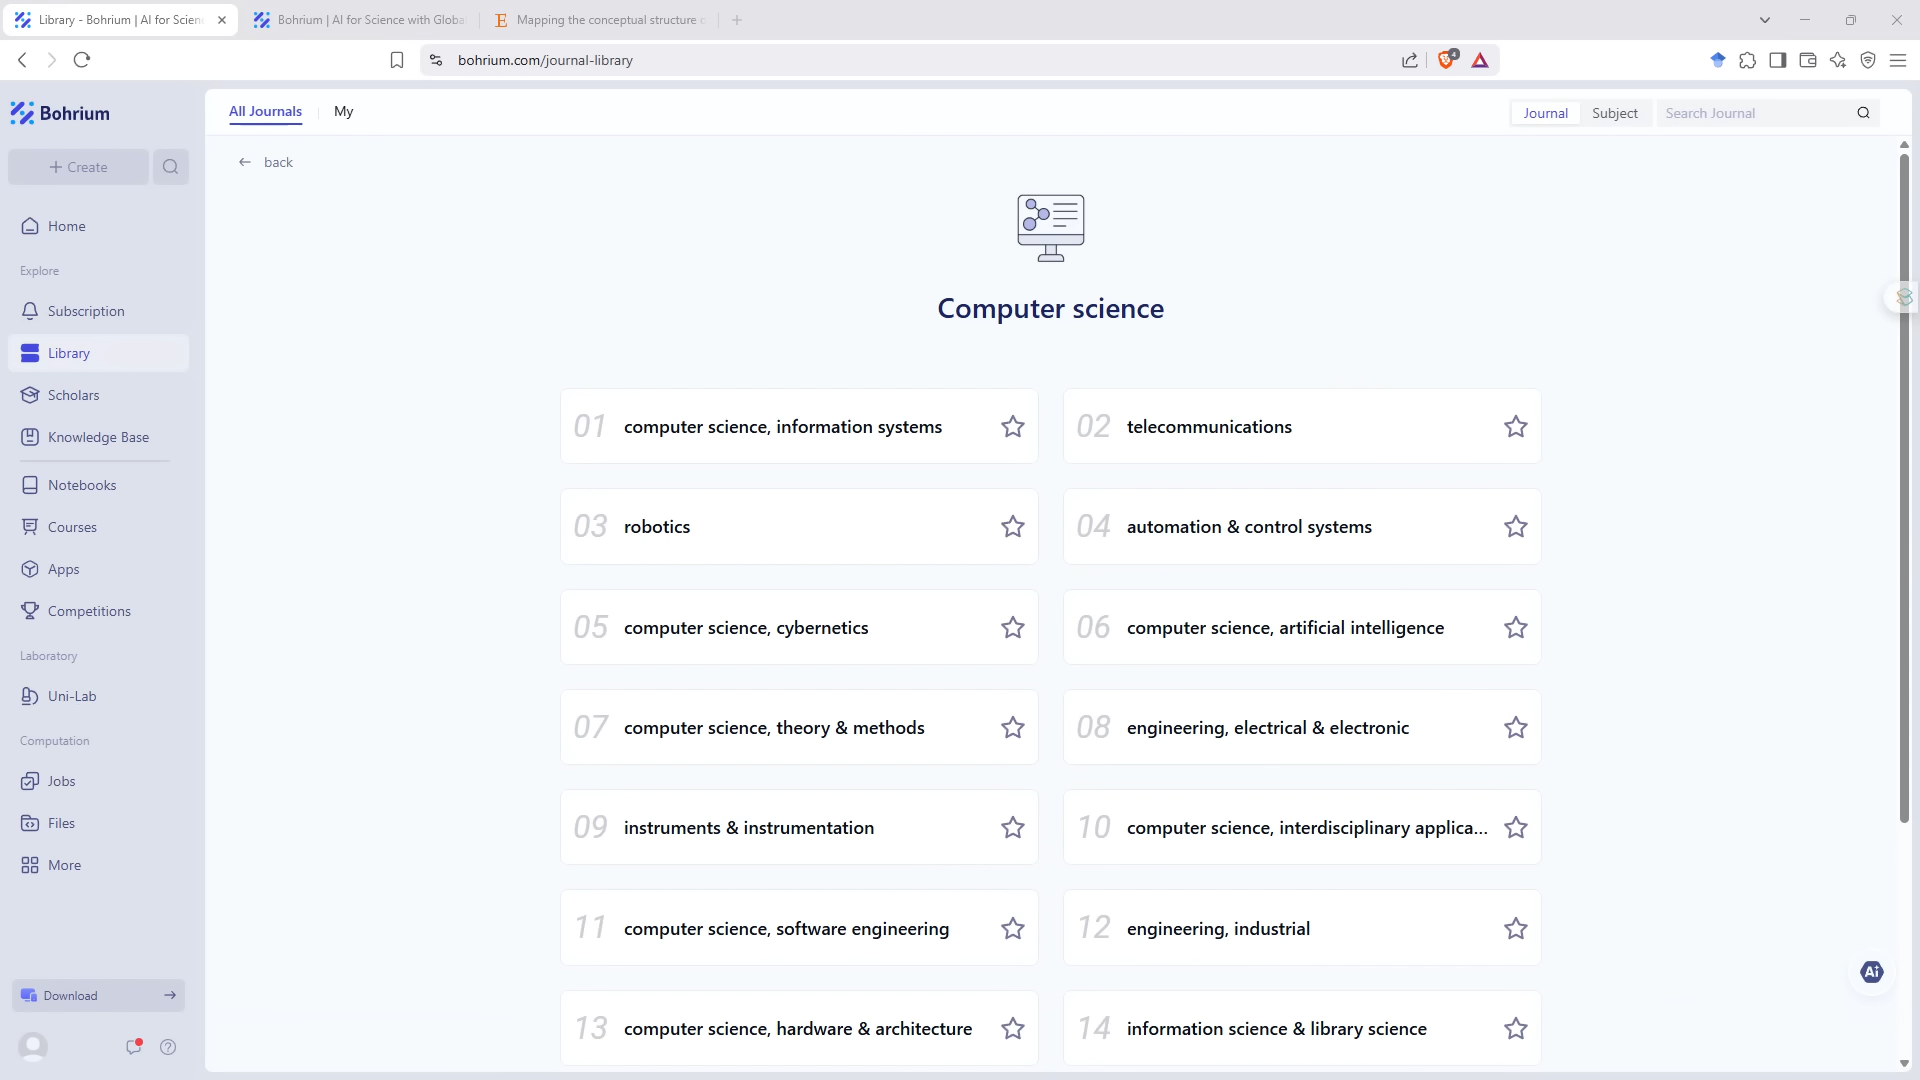 Library - Bohrium | AI for Scien
Bohrium | AI for Science with Globa
Mapping the conceptual structure
bohrium.com/journal-library
4
Bohrium
All Journals
My
Journal
Subject
Search Journal
Create
back
Home
Explore
Subscription
Library
Scholars
Knowledge Base
Notebooks
Courses
Apps
Competitions
Laboratory
Uni-Lab
Computation
Jobs
Files
More
Download
Computer science
01 computer science, information systems
02 telecommunications
03 robotics
04 automation & control systems
05 computer science, cybernetics
06 computer science, artificial intelligence
07 computer science, theory & methods
08 engineering, electrical & electronic
09 instruments & instrumentation
10 computer science, interdisciplinary applica...
11 computer science, software engineering
12 engineering, industrial
13 computer science, hardware & architecture
14 information science & library science
Ai